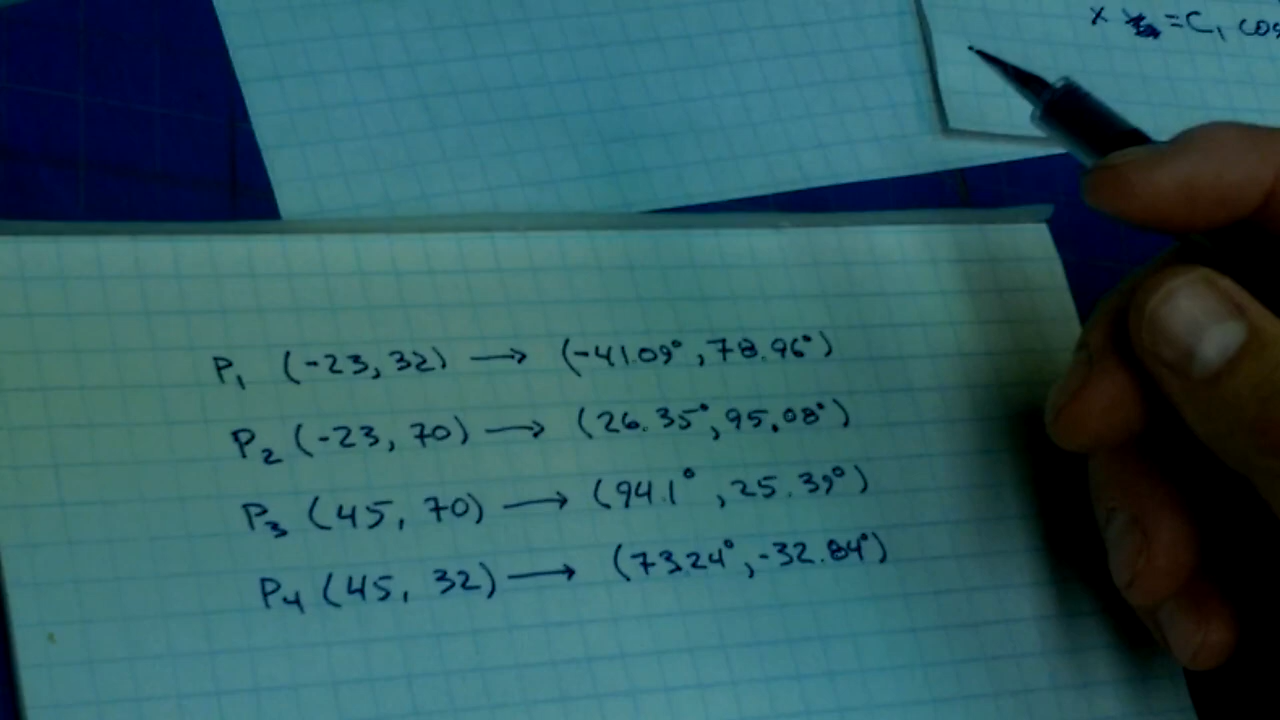 x = C₁ cos
P₁ (-23, 32) → (-41.09°, 78.96°)
P₂ (-23, 70) → (26.35°, 95.08°)
P₃ (45, 70) → (94.1°, 25.39°)
P₄ (45, 32) → (73.24°, -32.84°)